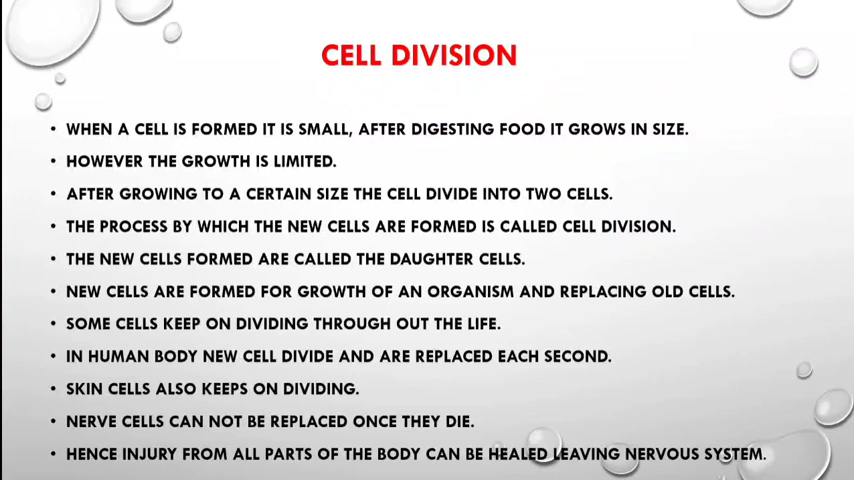 CELL DIVISION
• WHEN A CELL IS FORMED IT IS SMALL, AFTER DIGESTING FOOD IT GROWS IN SIZE.
• HOWEVER THE GROWTH IS LIMITED.
• AFTER GROWING TO A CERTAIN SIZE THE CELL DIVIDE INTO TWO CELLS.
• THE PROCESS BY WHICH THE NEW CELLS ARE FORMED IS CALLED CELL DIVISION.
• THE NEW CELLS FORMED ARE CALLED THE DAUGHTER CELLS.
• NEW CELLS ARE FORMED FOR GROWTH OF AN ORGANISM AND REPLACING OLD CELLS.
• SOME CELLS KEEP ON DIVIDING THROUGH OUT THE LIFE.
• IN HUMAN BODY NEW CELL DIVIDE AND ARE REPLACED EACH SECOND.
• SKIN CELLS ALSO KEEPS ON DIVIDING.
• NERVE CELLS CAN NOT BE REPLACED ONCE THEY DIE.
• HENCE INJURY FROM ALL PARTS OF THE BODY CAN BE HEALED LEAVING NERVOUS SYSTEM.